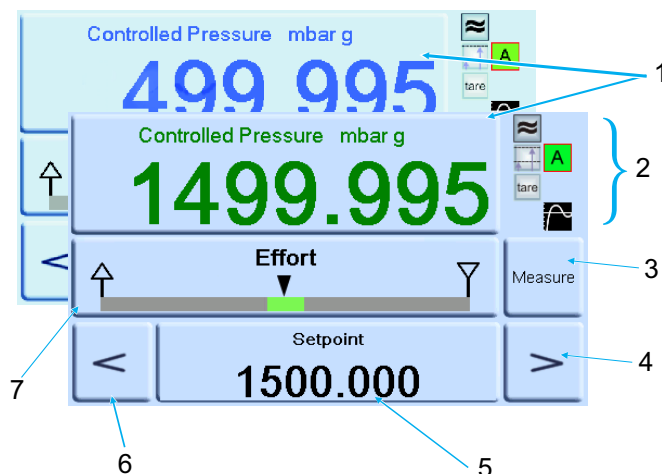 Controlled Pressure mbar g
499.995
A
tare
1
Controlled Pressure mbar g
1499.995
A
tare
2
Effort
Measure
3
<
Setpoint
1500.000
>
4
<
7
6
5